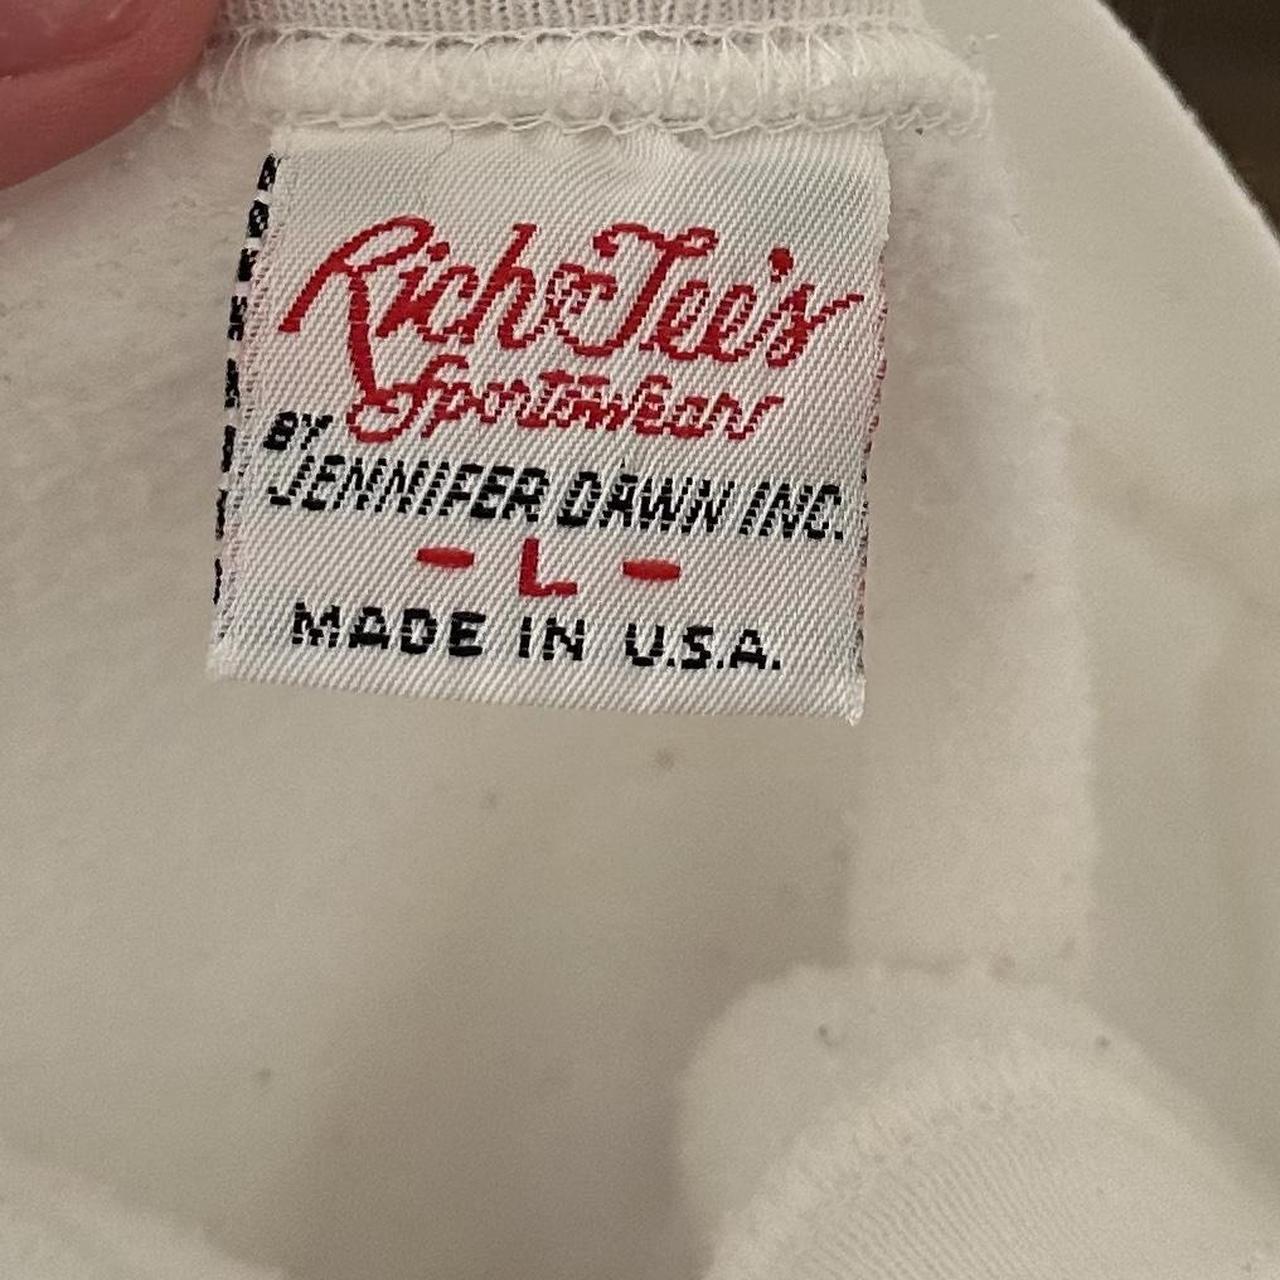 Rich & Tee's
Sportswear
BY
JENNIFER DAWN INC.
- L -
MADE IN U.S.A.